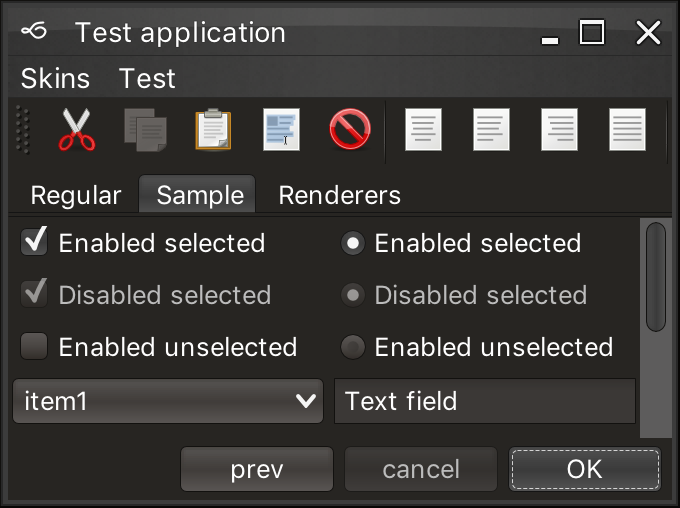 Test application
Skins Test
Regular Sample Renderers
Enabled selected Enabled selected
Disabled selected Disabled selected
Enabled unselected Enabled unselected
item1 Text field
prev cancel OK